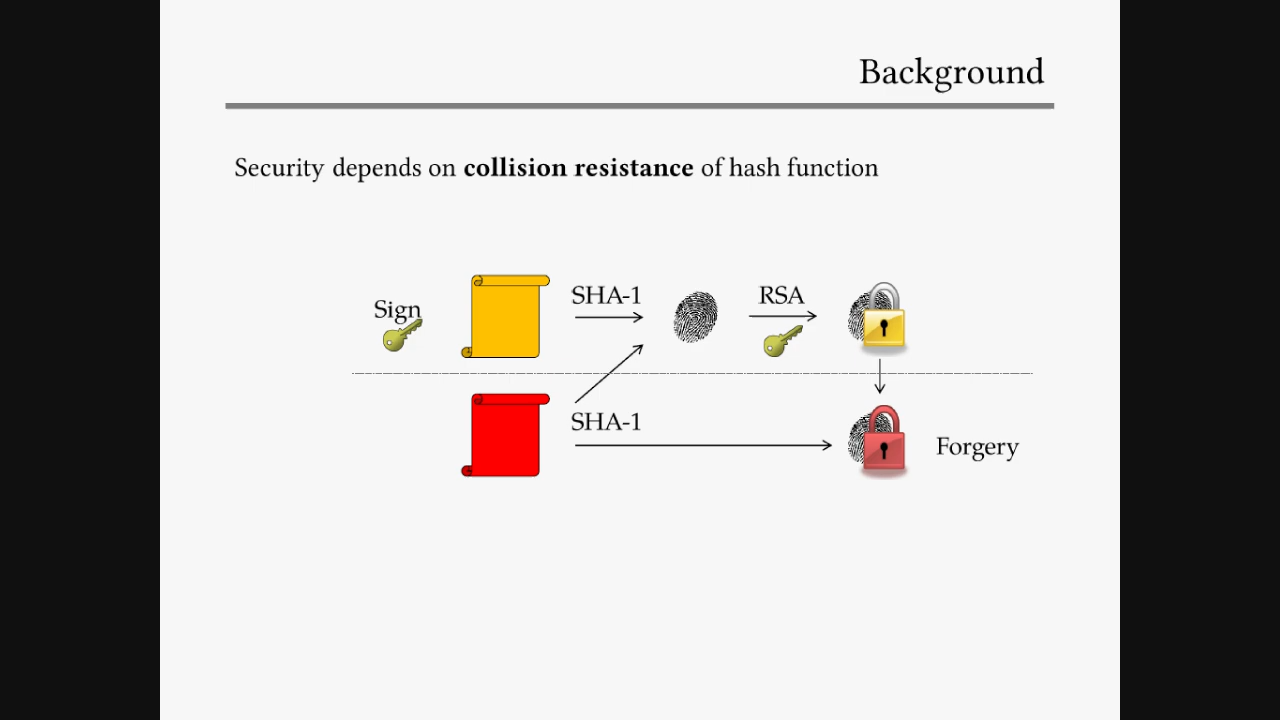 Background
Security depends on collision resistance of hash function
Sign
SHA-1
RSA
SHA-1
Forgery